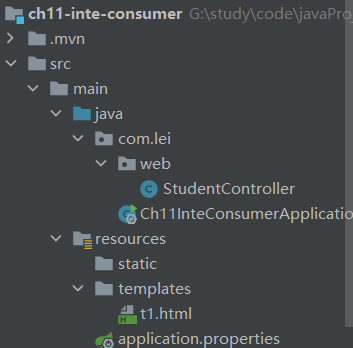 ch11-inte-consumer G:\study\code\javaProj
.mvn
src
main
java
com.lei
web
StudentController
Ch11InteConsumerApplicatio
resources
static
templates
t1.html
application.properties